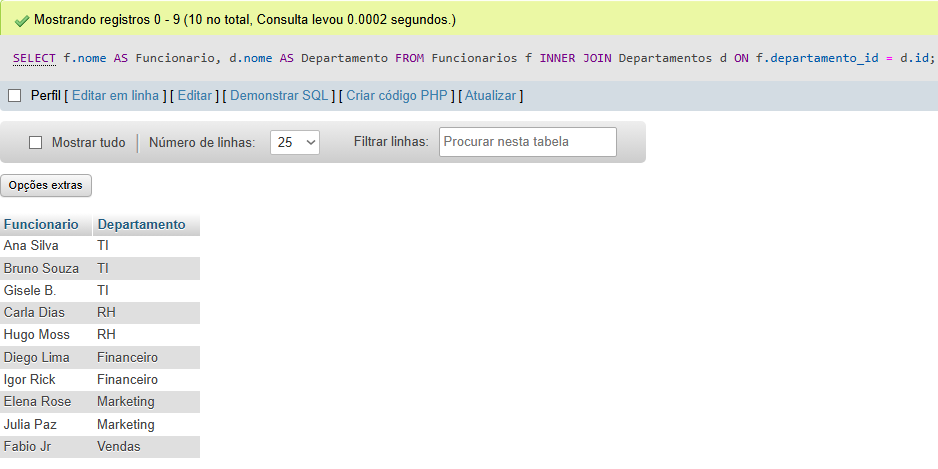 Mostrando registros 0 - 9 (10 no total, Consulta levou 0.0002 segundos.)
SELECT f.nome AS Funcionario, d.nome AS Departamento FROM Funcionarios f INNER JOIN Departamentos d ON f.departamento_id = d.id;
Perfil [ Editar em linha ] [ Editar ] [ Demonstrar SQL ] [ Criar código PHP ] [ Atualizar ]
Mostrar tudo Número de linhas: 25 Filtrar linhas: Procurar nesta tabela
Opções extras
Funcionario Departamento
Ana Silva TI
Bruno Souza TI
Gisele B. TI
Carla Dias RH
Hugo Moss RH
Diego Lima Financeiro
Igor Rick Financeiro
Elena Rose Marketing
Julia Paz Marketing
Fabio Jr Vendas